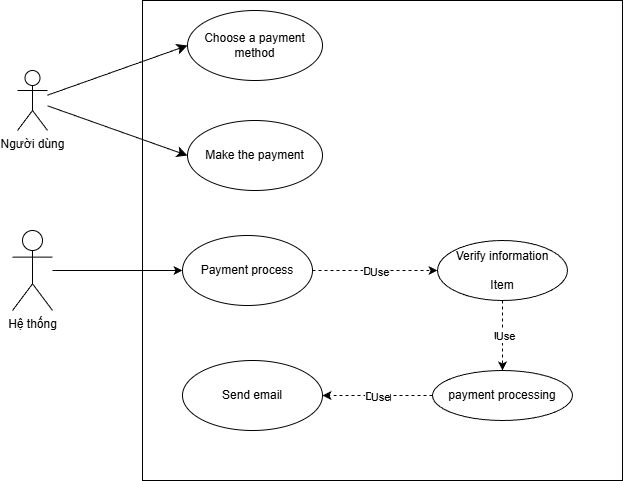 Choose a payment
method
Người dùng
Make the payment
Hệ thống
Payment process
Use
Verify information
Item
Use
Send email
Use
payment processing